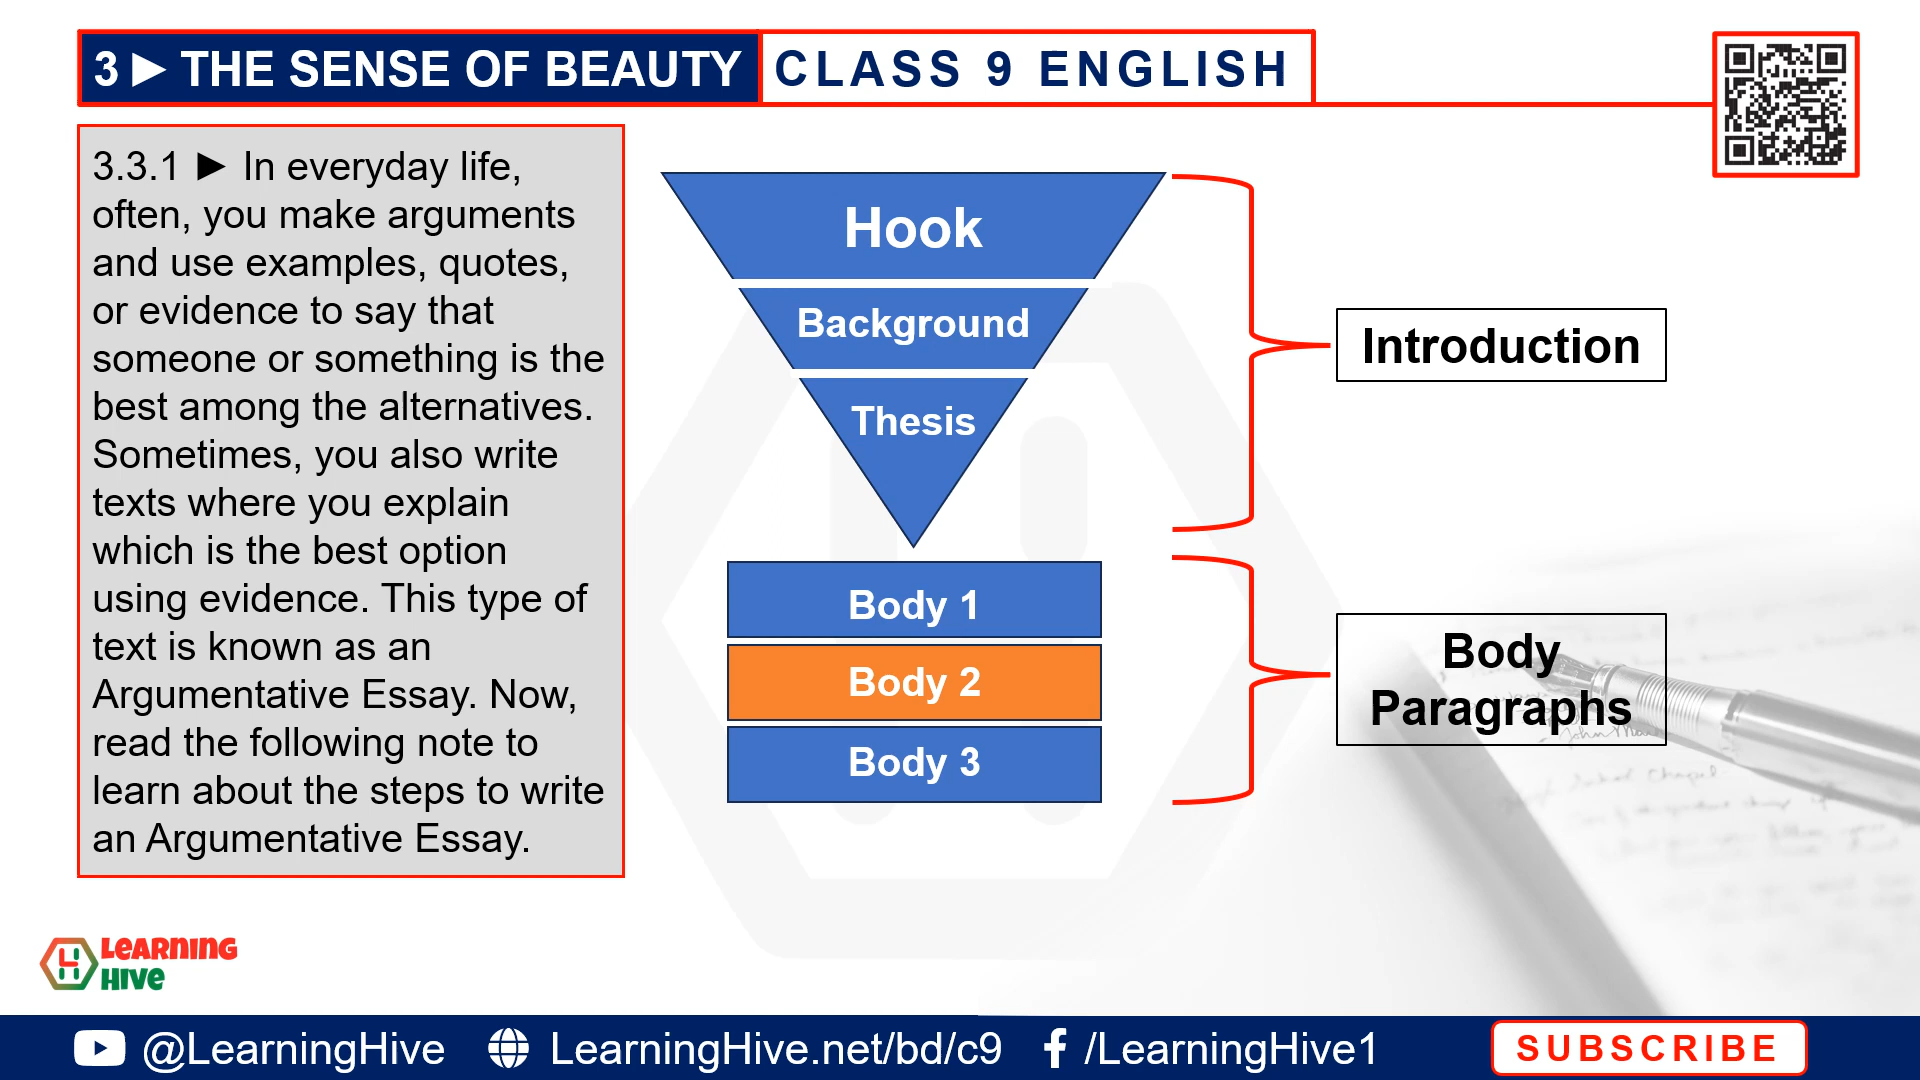 3 ► THE SENSE OF BEAUTY
CLASS 9 ENGLISH
3.3.1 ► In everyday life,
often, you make arguments
and use examples, quotes,
or evidence to say that
someone or something is the
best among the alternatives.
Sometimes, you also write
texts where you explain
which is the best option
using evidence. This type of
text is known as an
Argumentative Essay. Now,
read the following note to
learn about the steps to write
an Argumentative Essay.
Hook
Background
Thesis
Introduction
Body 1
Body 2
Body 3
Body
Paragraphs
LEARNING
HIVE
@LearningHive
LearningHive.net/bd/c9
/LearningHive1
SUBSCRIBE